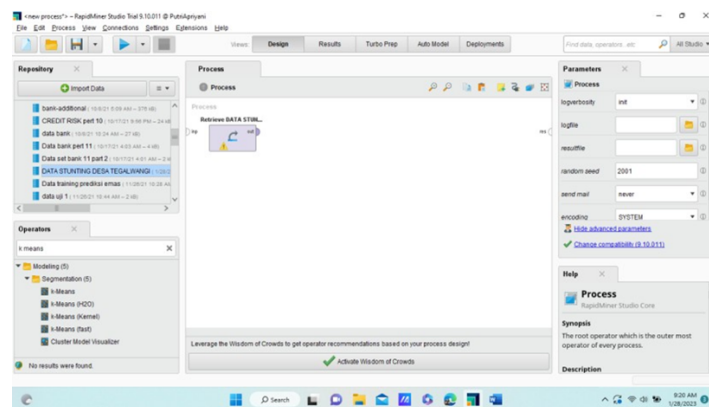 <new process*> – RapidMiner Studio Trial 9.10.011 @ PutriApriyani
File Edit Process View Connections Settings Extensions Help
Views: Design Results Turbo Prep Auto Model Deployments
Find data, operators...etc
All Studio
Repository
Import Data
bank-additional
CREDIT RISK pert 10
data bank
Data bank pert 11
Data set bank 11 part 2
DATA STUNTING DESA TEGALWANGI
Data training prediksi emas
data uji 1
Operators
k means
Modeling (5)
Segmentation (5)
k-Means
k-Means (H2O)
k-Means (Kernel)
k-Means (fast)
Cluster Model Visualizer
No results were found.
Process
Process
Process
Retrieve DATA STUN...
inp
out
res
Leverage the Wisdom of Crowds to get operator recommendations based on your process design!
Activate Wisdom of Crowds
Parameters
Process
logverbosity init
logfile
resultfile
random seed 2001
send mail never
encoding SYSTEM
Hide advanced parameters
Change compatibility (9.10.011)
Help
Process
RapidMiner Studio Core
Synopsis
The root operator which is the outer most
operator of every process.
Description
Search
9:20 AM
1/28/2023